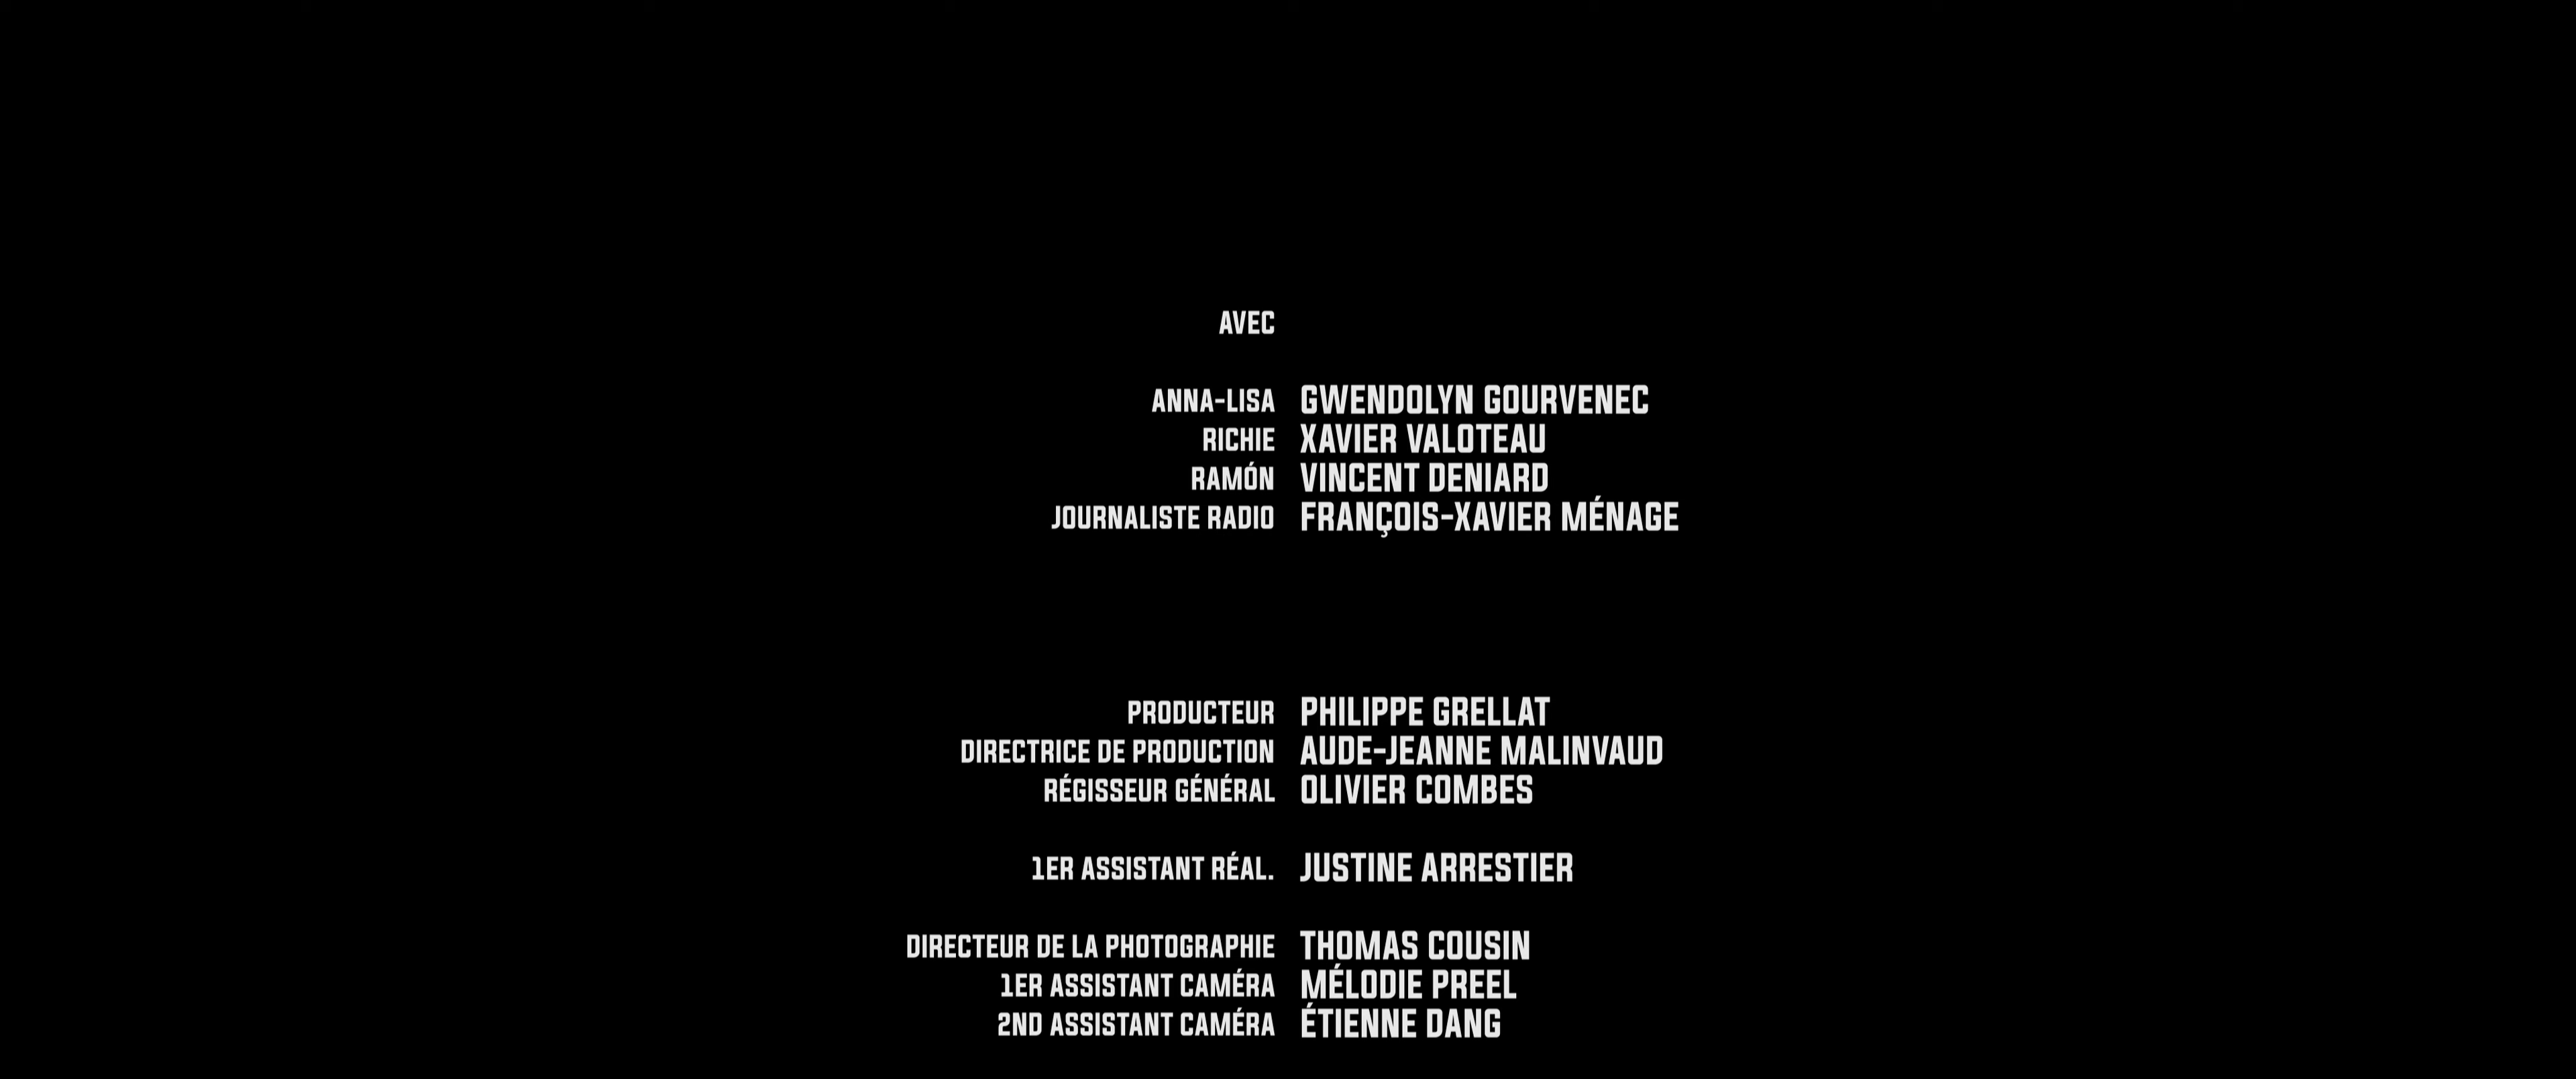 AVEC
ANNA-LISA GWENDOLYN GOURVENEC
RICHIE XAVIER VALOTEAU
RAMÓN VINCENT DENIARD
JOURNALISTE RADIO FRANÇOIS-XAVIER MÉNAGE
PRODUCTEUR PHILIPPE GRELLAT
DIRECTRICE DE PRODUCTION AUDE-JEANNE MALINVAUD
RÉGISSEUR GÉNÉRAL OLIVIER COMBES
1ER ASSISTANT RÉAL. JUSTINE ARRESTIER
DIRECTEUR DE LA PHOTOGRAPHIE THOMAS COUSIN
1ER ASSISTANT CAMÉRA MÉLODIE PREEL
2ND ASSISTANT CAMÉRA ÉTIENNE DANG